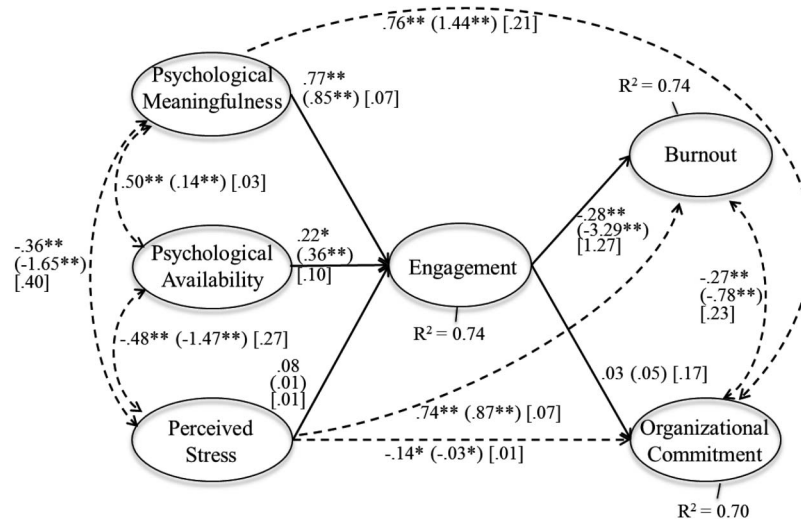 .76** (1.44**) [.21]
Psychological
Meaningfulness
.77**
(.85**) [.07]
R² = 0.74
Burnout
.50** (.14**) [.03]
-.36**
(-1.65**)
[.40]
Psychological
Availability
.22*
(.36**)
[.10]
Engagement
R² = 0.74
-.28**
(-3.29**)
[1.27]
-.27**
(-.78**)
[.23]
-.48** (-1.47**) [.27]
.08
(.01)
[.01]
.03 (.05) [.17]
Perceived
Stress
.74** (.87**) [.07]
-.14* (-.03*) [.01]
Organizational
Commitment
R² = 0.70